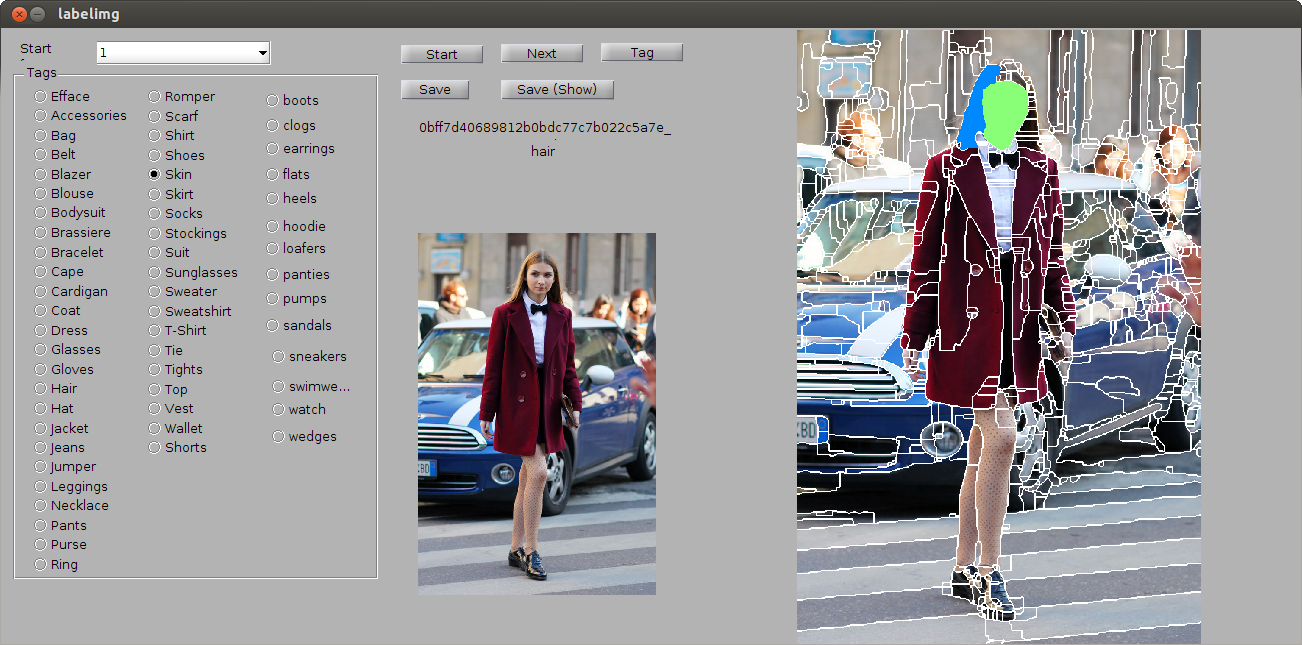 labelimg
Start
1
Start
Next
Tag
Save
Save (Show)
0bff7d40689812b0bdc77c7b022c5a7e_
hair
Tags
Efface
Accessories
Bag
Belt
Blazer
Blouse
Bodysuit
Brassiere
Bracelet
Cape
Cardigan
Coat
Dress
Glasses
Gloves
Hair
Hat
Jacket
Jeans
Jumper
Leggings
Necklace
Pants
Purse
Ring
Romper
Scarf
Shirt
Shoes
Skin
Skirt
Socks
Stockings
Suit
Sunglasses
Sweater
Sweatshirt
T-Shirt
Tie
Tights
Top
Vest
Wallet
Shorts
boots
clogs
earrings
flats
heels
hoodie
loafers
panties
pumps
sandals
sneakers
swimwe...
watch
wedges